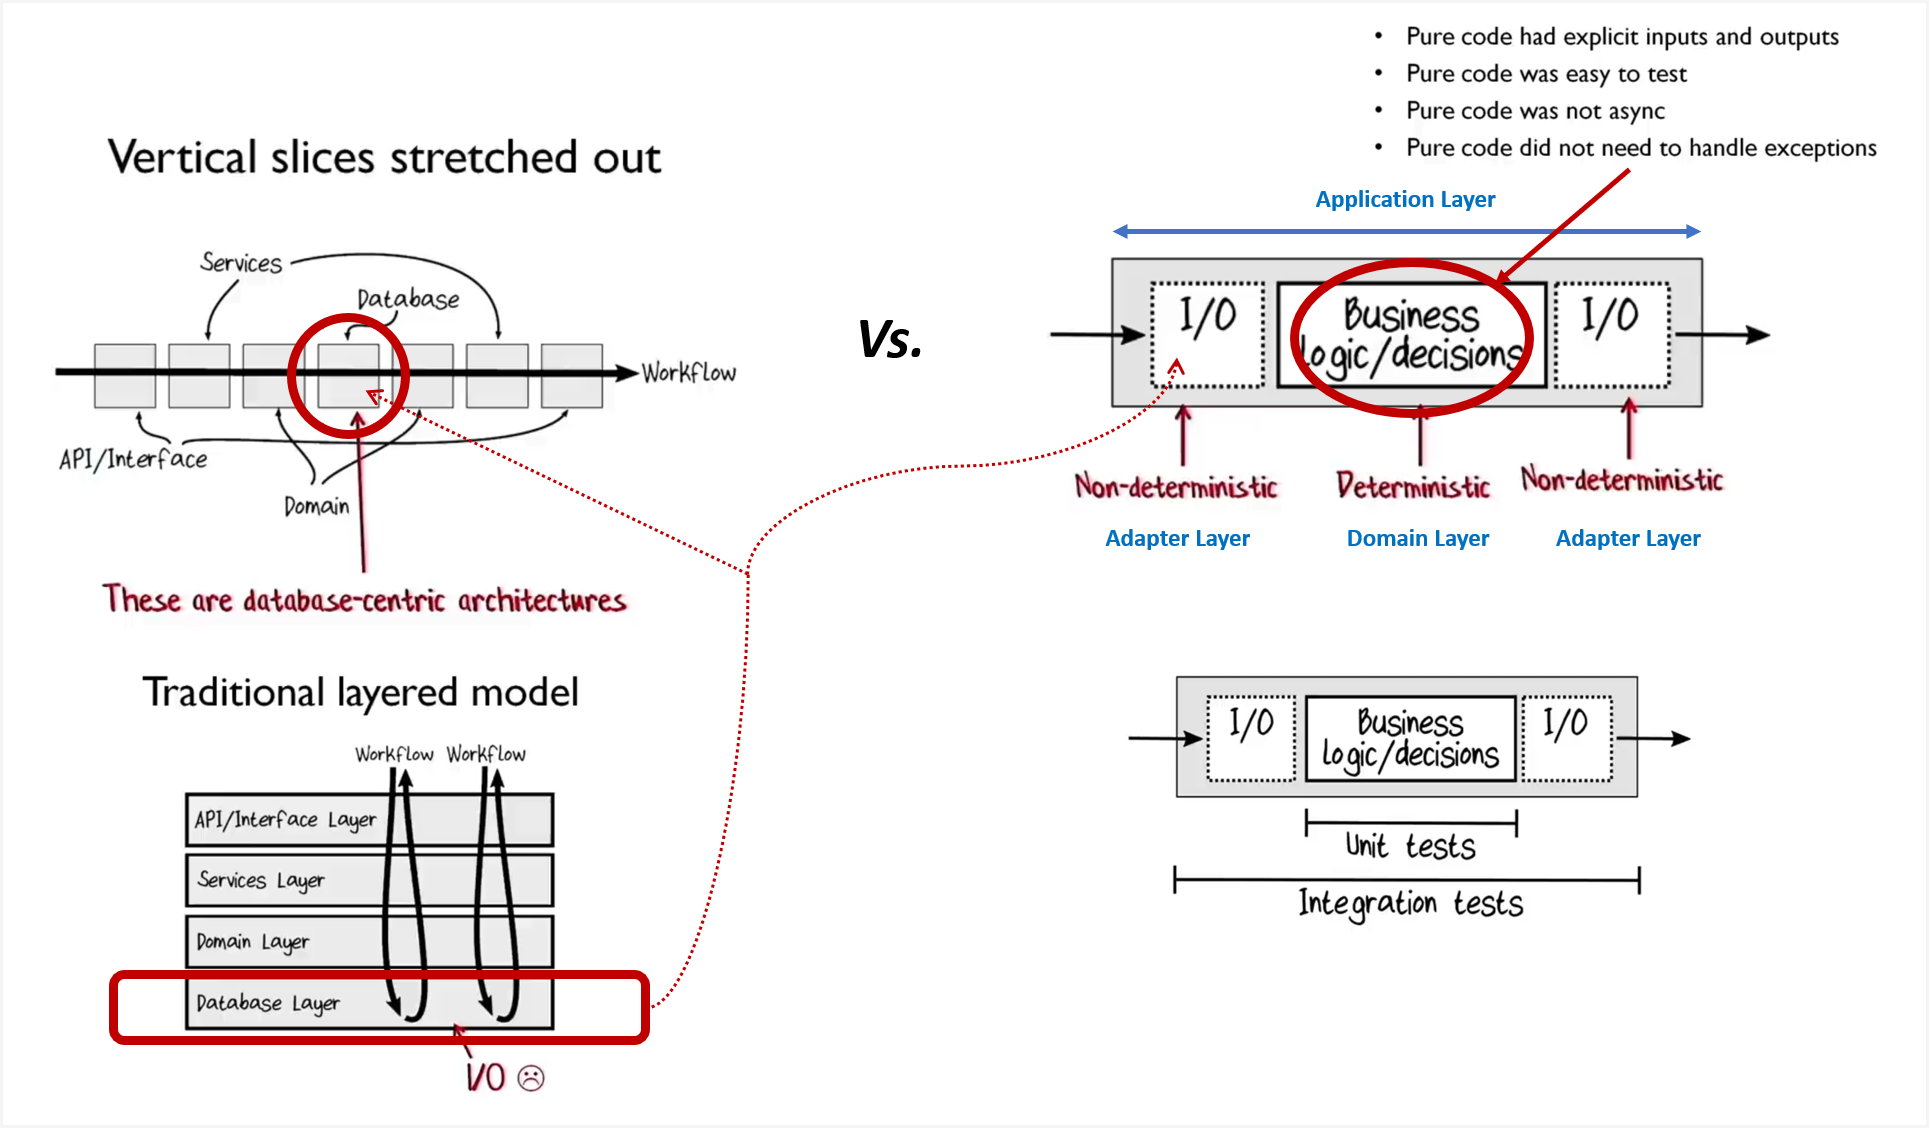 Vertical slices stretched out
Services
Database
Workflow
API/Interface
Domain
These are database-centric architectures
Traditional layered model
Workflow Workflow
API/Interface Layer
Services Layer
Domain Layer
Database Layer
I/O ☹
Vs.
• Pure code had explicit inputs and outputs
• Pure code was easy to test
• Pure code was not async
• Pure code did not need to handle exceptions
Application Layer
I/O
Business
logic/decisions
I/O
Non-deterministic
Deterministic
Non-deterministic
Adapter Layer
Domain Layer
Adapter Layer
I/O
Business
logic/decisions
I/O
Unit tests
Integration tests